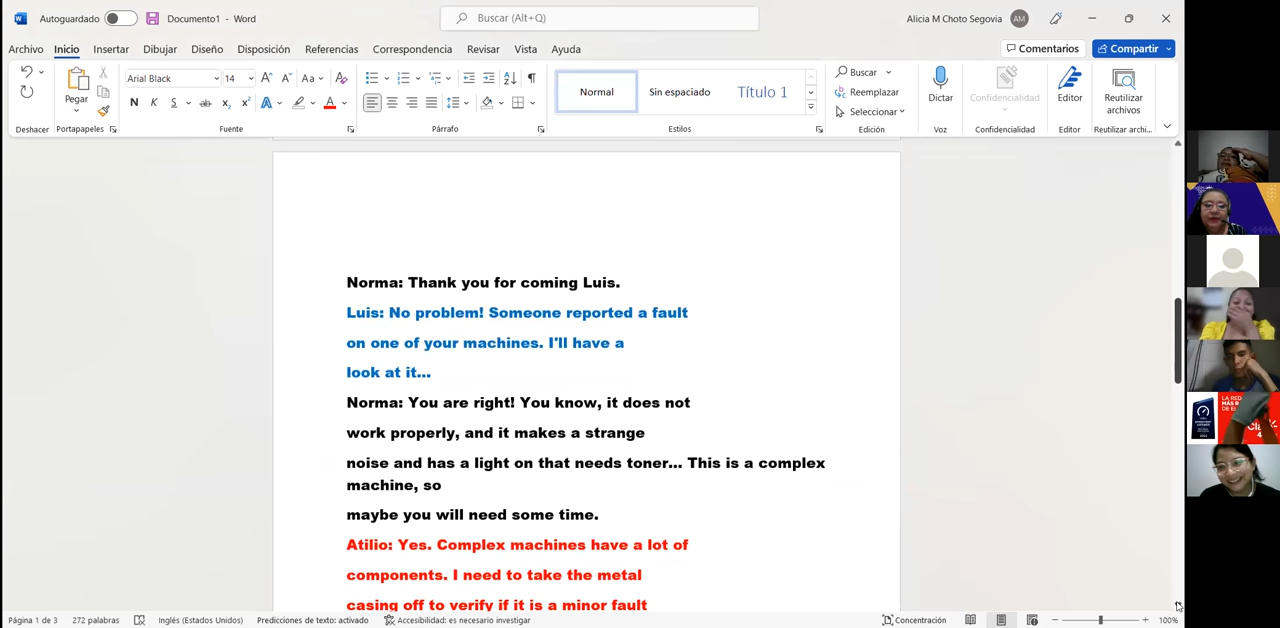 Autoguardado Documento1 - Word Buscar (Alt+Q) Alicia M Choto Segovia AM
Archivo Inicio Insertar Dibujar Diseño Disposición Referencias Correspondencia Revisar Vista Ayuda Comentarios Compartir
Pegar Arial Black 14 Normal Sin espaciado Título 1 Buscar Reemplazar Seleccionar Dictar Confidencialidad Editor Reutilizar archivos
Deshacer Portapapeles Fuente Párrafo Estilos Edición Voz Confidencialidad Editor Reutilizar archi...
Norma: Thank you for coming Luis.
Luis: No problem! Someone reported a fault
on one of your machines. I'll have a
look at it...
Norma: You are right! You know, it does not
work properly, and it makes a strange
noise and has a light on that needs toner... This is a complex
machine, so
maybe you will need some time.
Atilio: Yes. Complex machines have a lot of
components. I need to take the metal
casing off to verify if it is a minor fault
Página 1 de 3 272 palabras Inglés (Estados Unidos) Predicciones de texto: activado Accesibilidad: es necesario investigar Concentración 100%